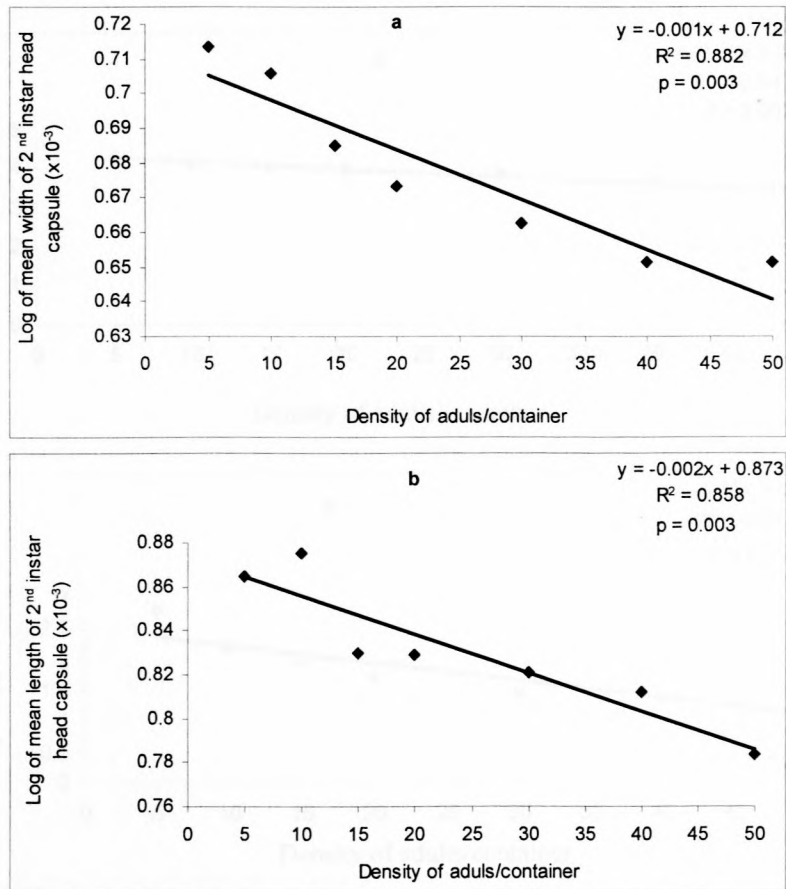 a
y = -0.001x + 0.712
R² = 0.882
p = 0.003
Log of mean width of 2nd instar head
capsule (x10⁻³)
0.72
0.71
0.7
0.69
0.68
0.67
0.66
0.65
0.64
0.63
0 5 10 15 20 25 30 35 40 45 50
Density of aduls/container
b
y = -0.002x + 0.873
R² = 0.858
p = 0.003
Log of mean length of 2nd instar
head capsule (x10⁻³)
0.88
0.86
0.84
0.82
0.8
0.78
0.76
0 5 10 15 20 25 30 35 40 45 50
Density of aduls/container